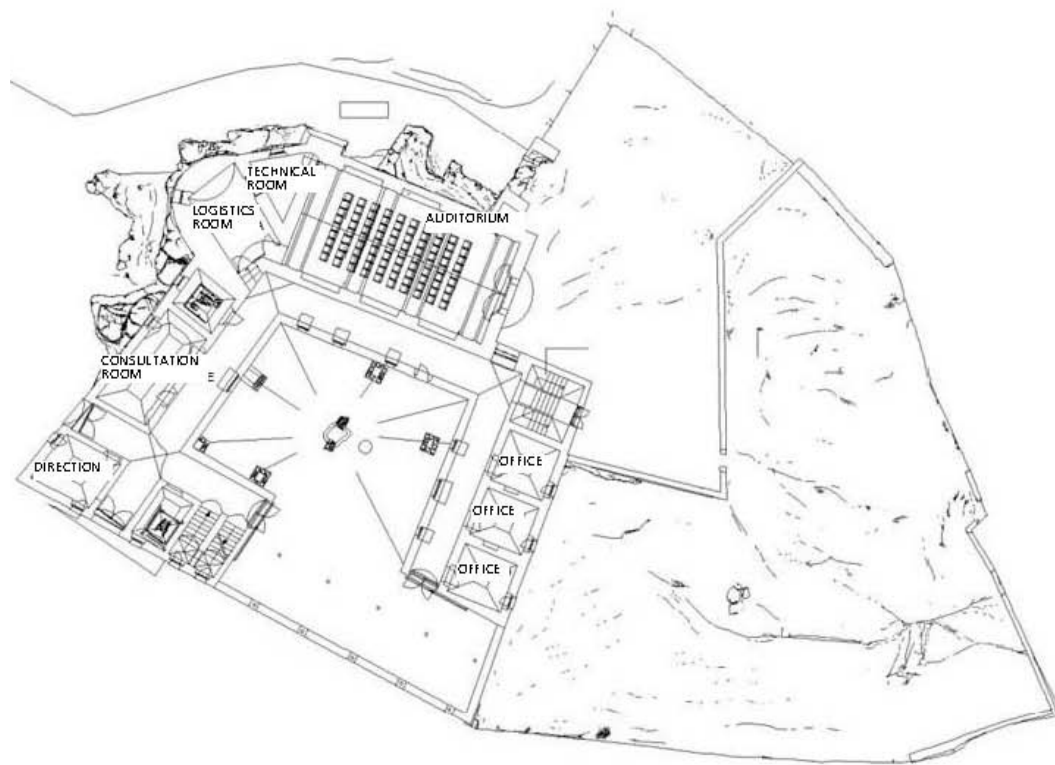 TECHNICAL
ROOM
LOGISTICS
ROOM
AUDITORIUM
CONSULTATION
ROOM
E
DIRECTION
OFFICE
OFFICE
OFFICE